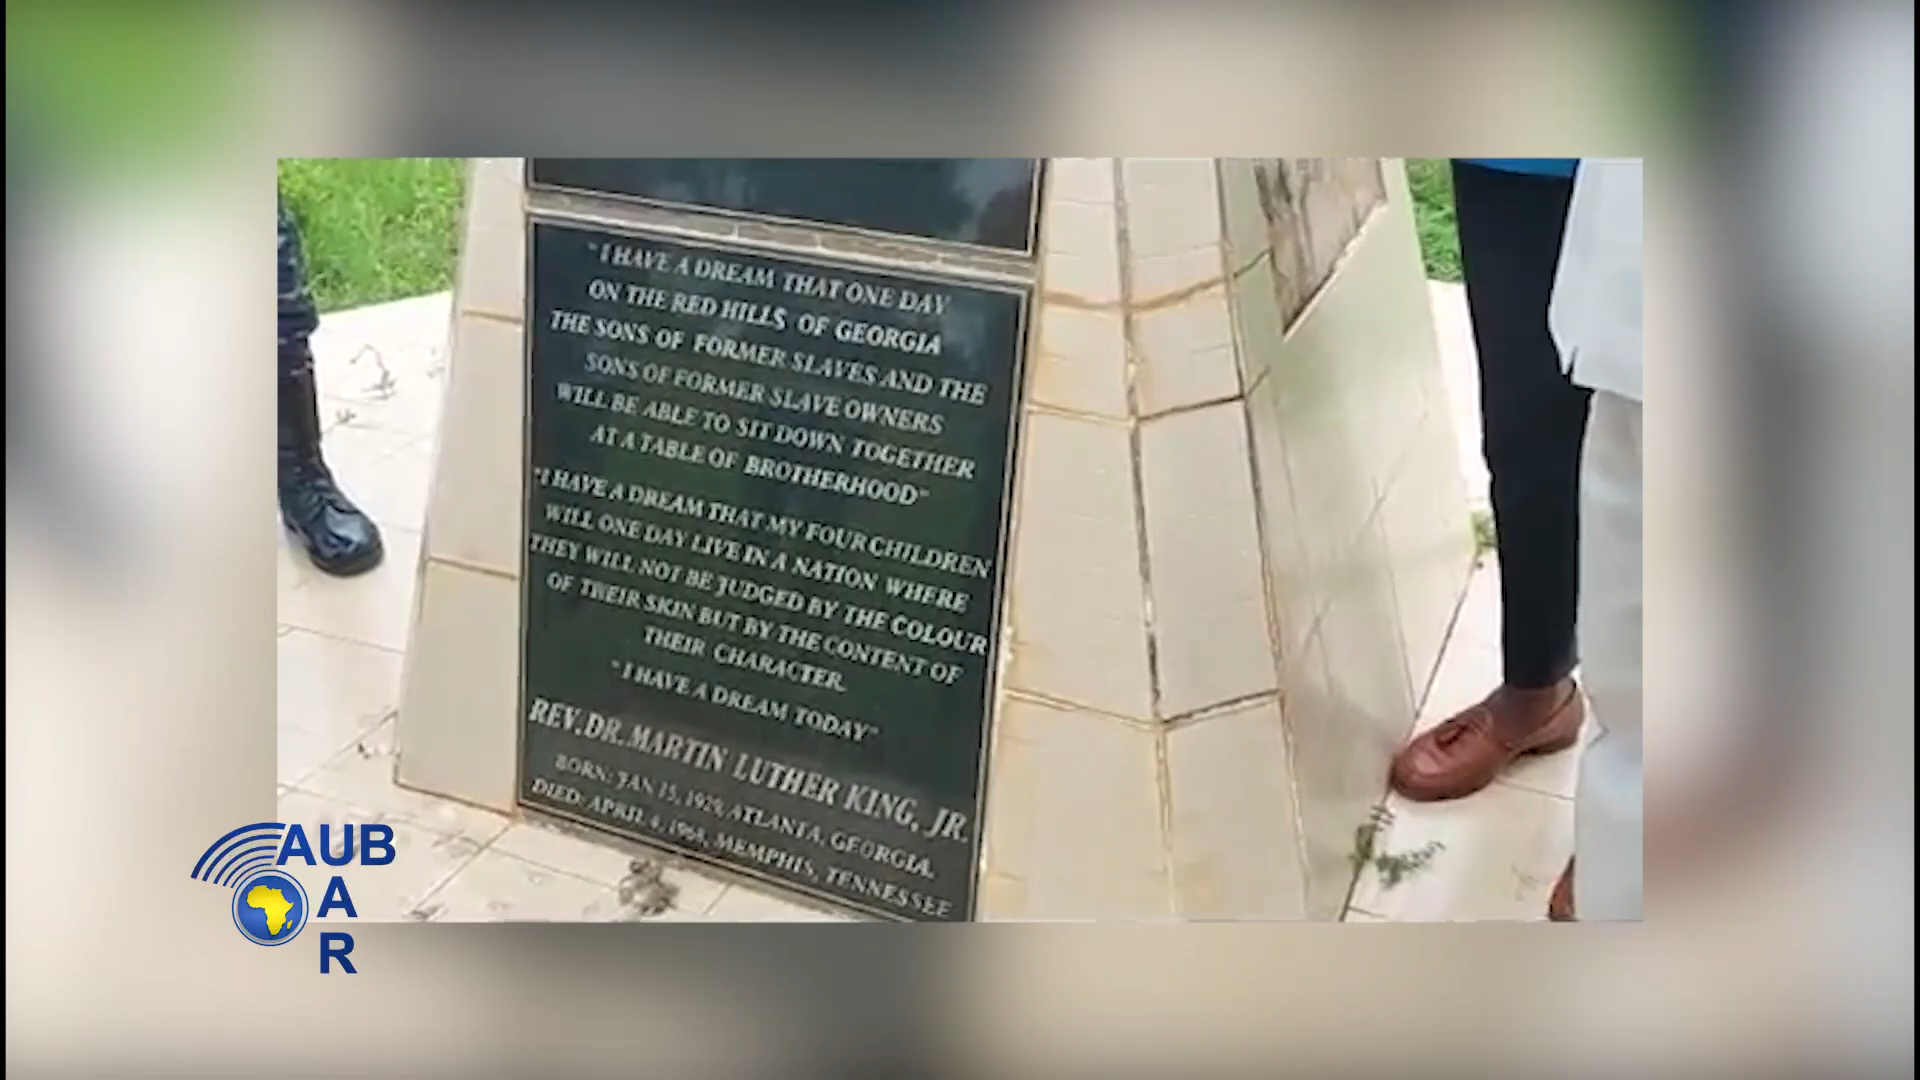 "I HAVE A DREAM THAT ONE DAY
ON THE RED HILLS OF GEORGIA
THE SONS OF FORMER SLAVES AND THE
SONS OF FORMER SLAVE OWNERS
WILL BE ABLE TO SIT DOWN TOGETHER
AT A TABLE OF BROTHERHOOD"
"I HAVE A DREAM THAT MY FOUR CHILDREN
WILL ONE DAY LIVE IN A NATION WHERE
THEY WILL NOT BE JUDGED BY THE COLOUR
OF THEIR SKIN BUT BY THE CONTENT OF
THEIR CHARACTER.
"I HAVE A DREAM TODAY"
REV. DR. MARTIN LUTHER KING, JR.
BORN: JAN 15, 1929, ATLANTA, GEORGIA.
DIED: APRIL 4, 1968, MEMPHIS, TENNESSEE
AUB
A
R